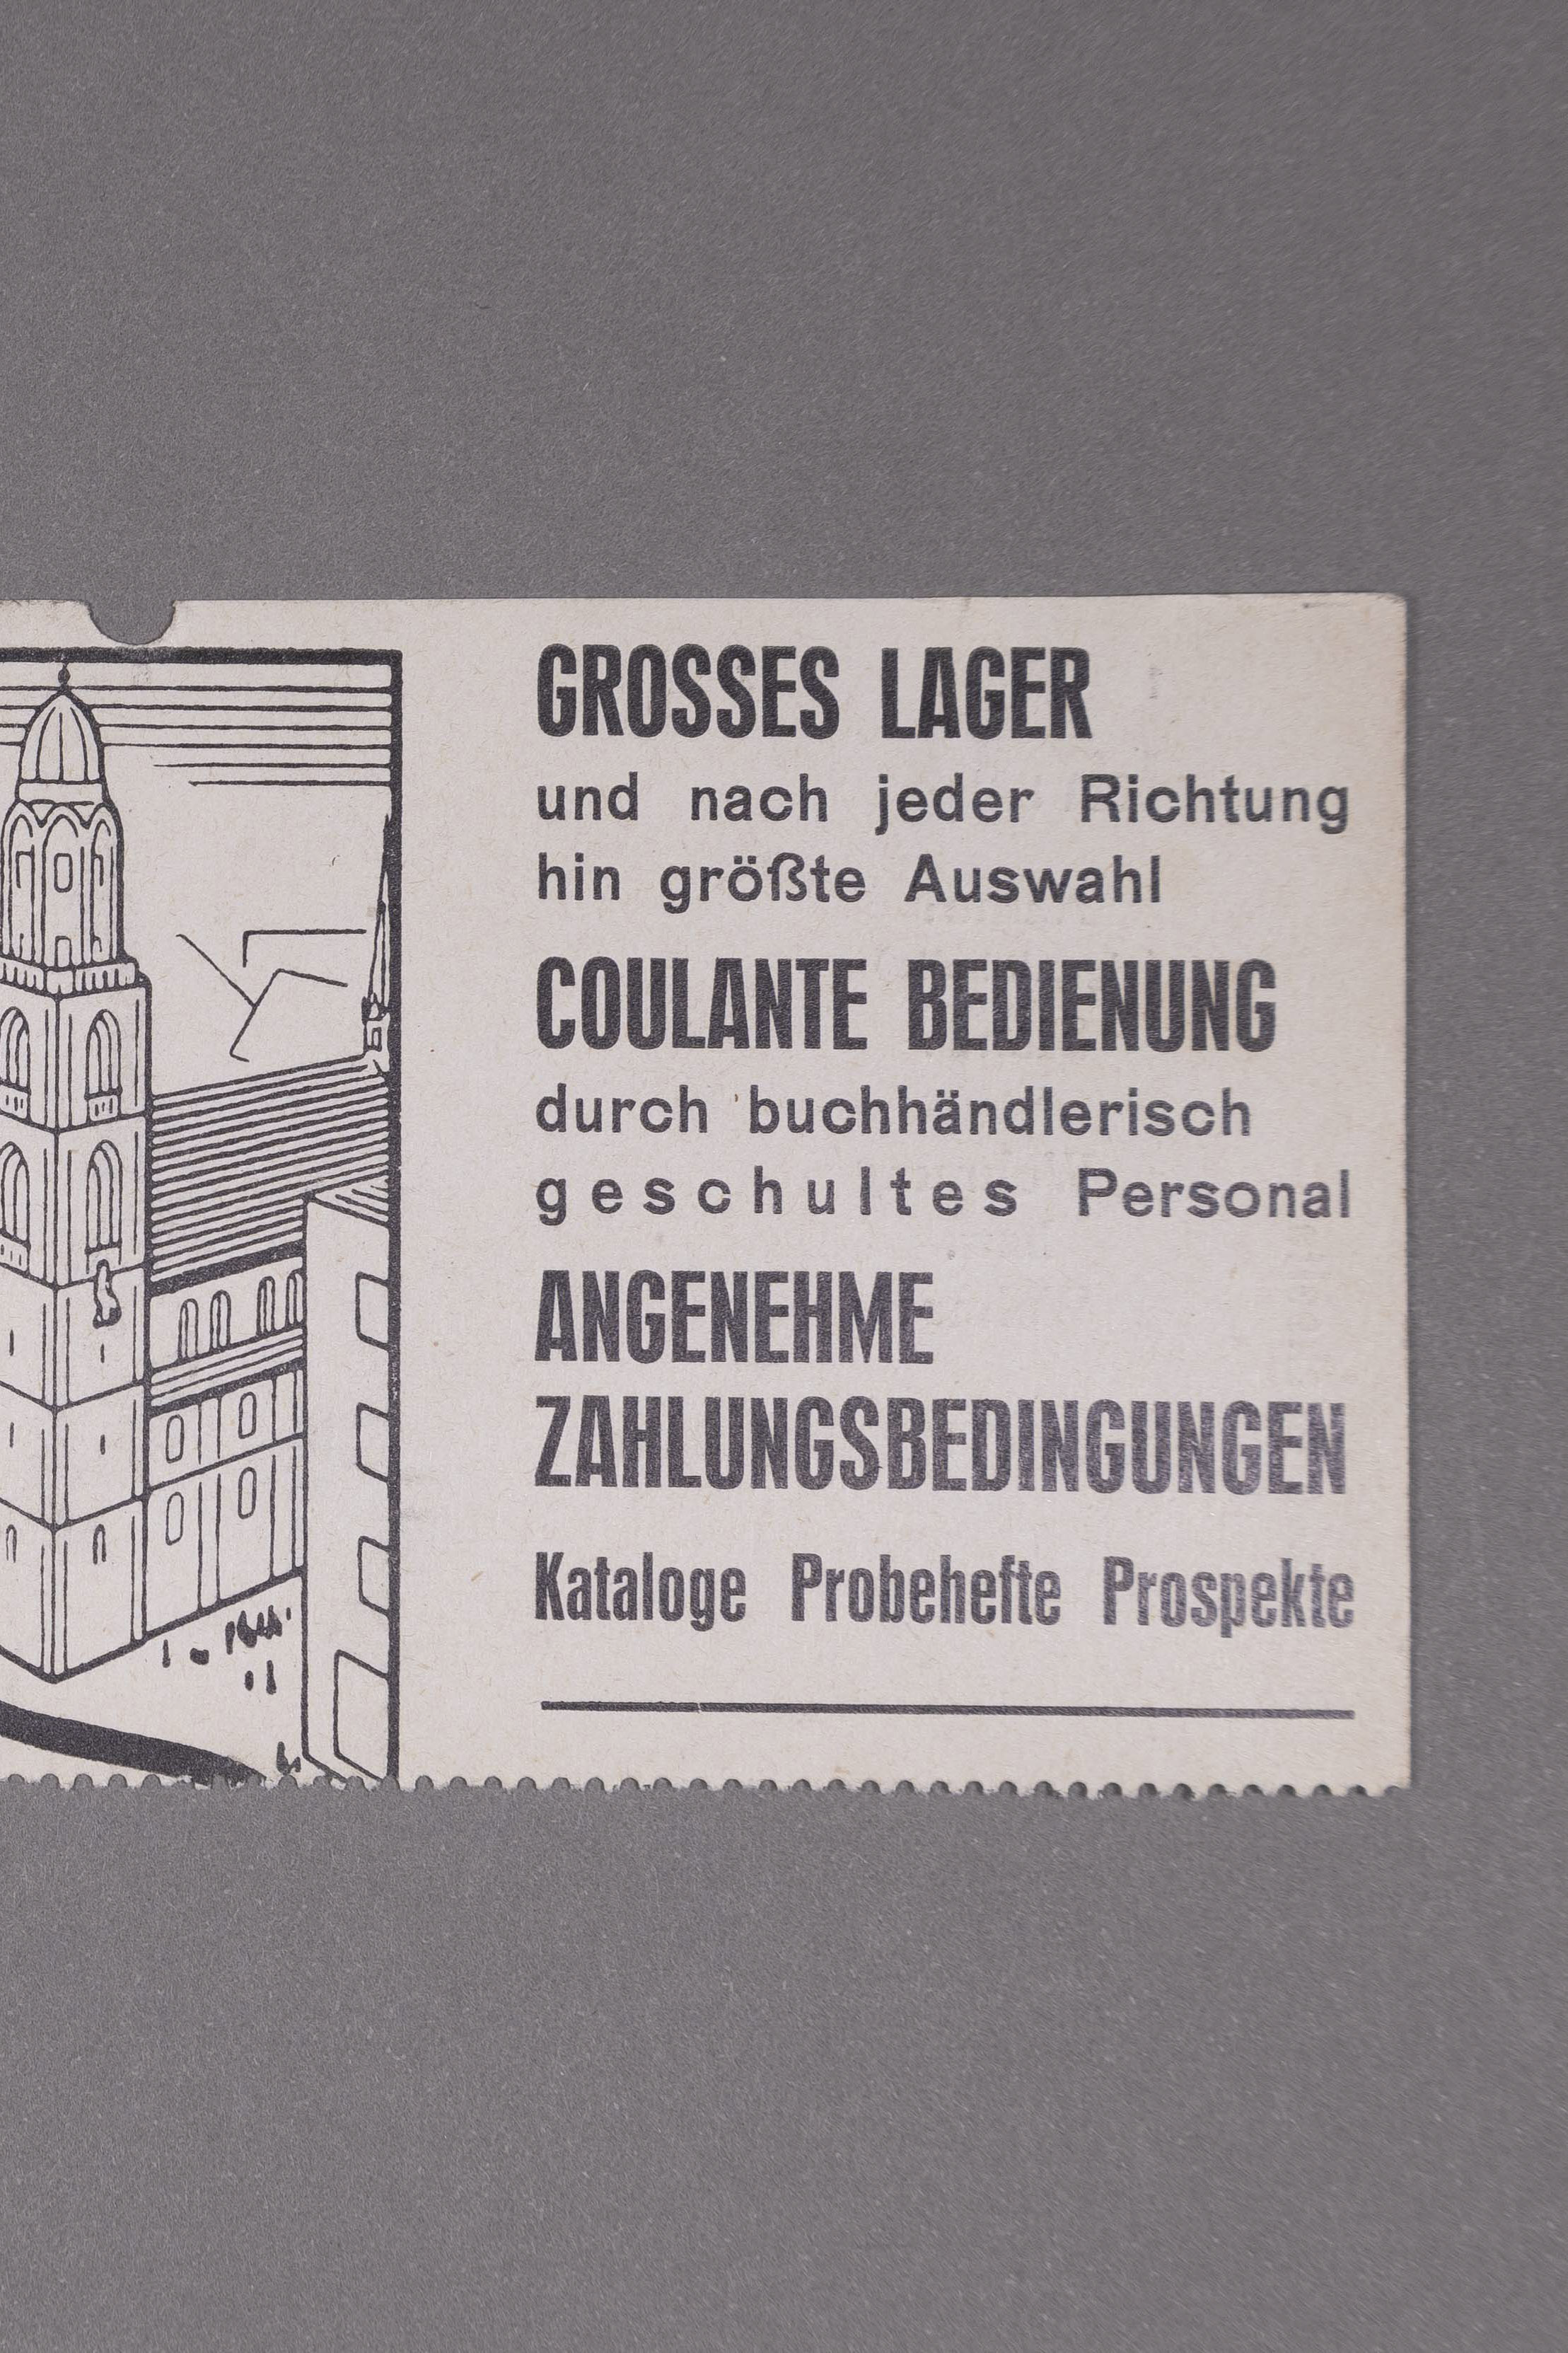 GROSSES LAGER
und nach jeder Richtung
hin größte Auswahl
COULANTE BEDIENUNG
durch buchhändlerisch
geschultes Personal
ANGENEHME
ZAHLUNGSBEDINGUNGEN
Kataloge Probehefte Prospekte